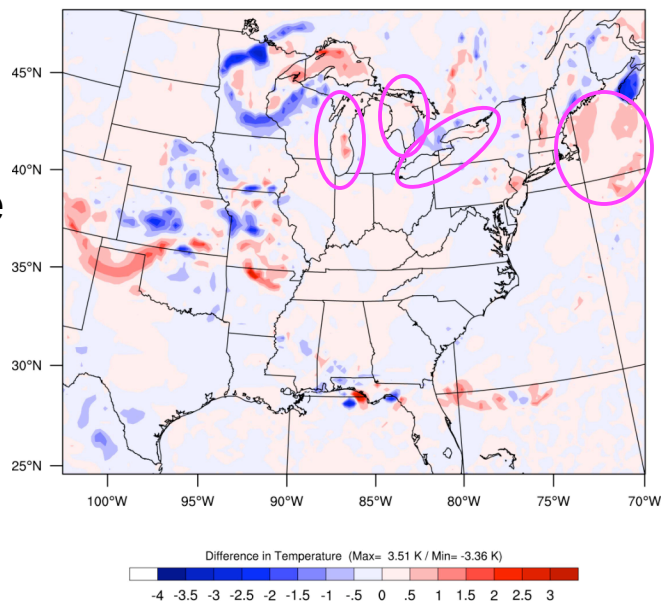 45°N
40°N
e
35°N
30°N
25°N
100°W 95°W 90°W 85°W 80°W 75°W 70°W
Difference in Temperature (Max= 3.51 K / Min= -3.36 K)
-4 -3.5 -3 -2.5 -2 -1.5 -1 -.5 0 .5 1 1.5 2 2.5 3